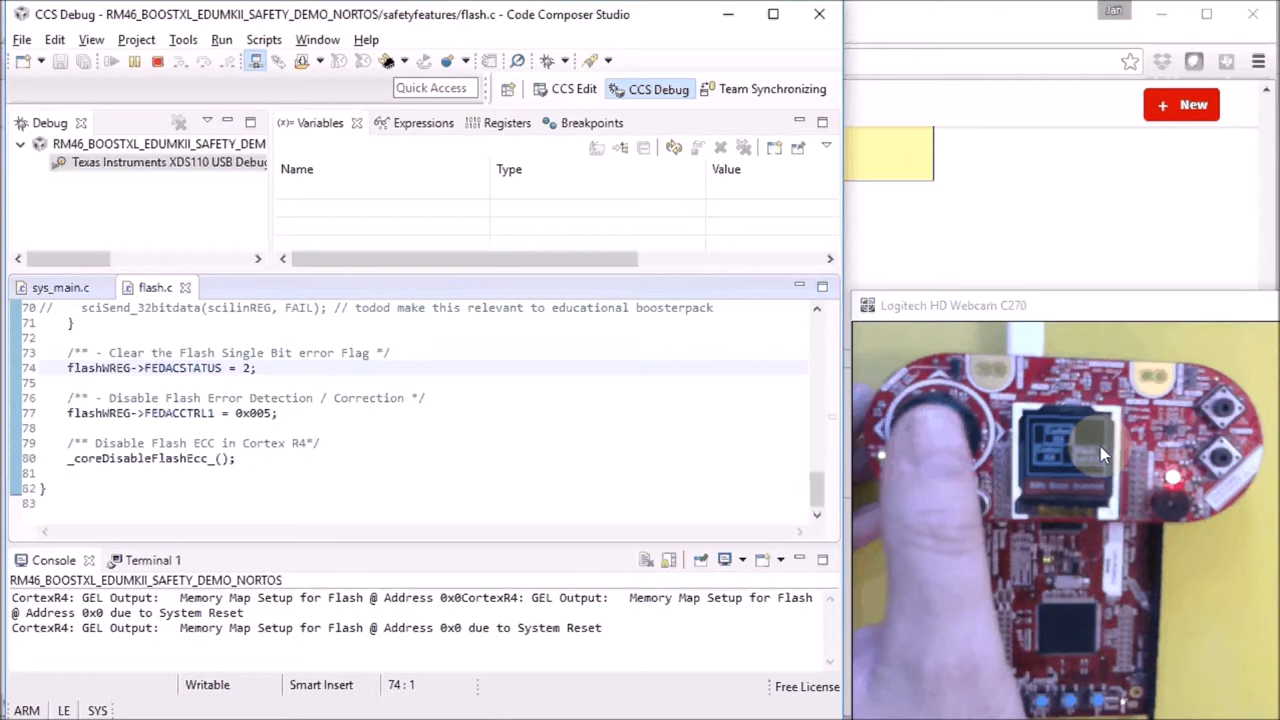 CCS Debug - RM46_BOOSTXL_EDUMKII_SAFETY_DEMO_NORTOS/safetyfeatures/flash.c - Code Composer Studio
Jan
File Edit View Project Tools Run Scripts Window Help
Quick Access
CCS Edit
CCS Debug
Team Synchronizing
+ New
Debug
(x)= Variables
Expressions
Registers
Breakpoints
RM46_BOOSTXL_EDUMKII_SAFETY_DEM
Texas Instruments XDS110 USB Debug
Name Type Value
sys_main.c
flash.c
70 // sciSend_32bitdata(scilinREG, FAIL); // todod make this relevant to educational boosterpack
71 }
72
73 /** - Clear the Flash Single Bit error Flag */
74 flashWREG->FEDACSTATUS = 2;
75
76 /** - Disable Flash Error Detection / Correction */
77 flashWREG->FEDACCTRL1 = 0x005;
78
79 /** Disable Flash ECC in Cortex R4*/
80 _coreDisableFlashEcc_();
81
82 }
83
Logitech HD Webcam C270
Console
Terminal 1
RM46_BOOSTXL_EDUMKII_SAFETY_DEMO_NORTOS
CortexR4: GEL Output: Memory Map Setup for Flash @ Address 0x0CortexR4: GEL Output: Memory Map Setup for Flash
@ Address 0x0 due to System Reset
CortexR4: GEL Output: Memory Map Setup for Flash @ Address 0x0 due to System Reset
Writable
Smart Insert
74 : 1
Free License
ARM LE SYS